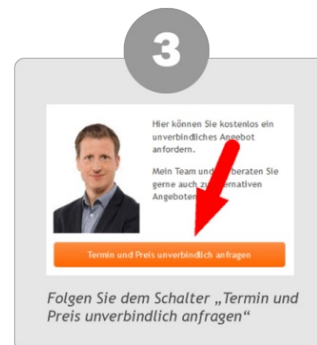 3
Hier können Sie kostenlos ein
unverbindliches Angebot
anfordern.
Mein Team und beraten Sie
gerne auch zu
Angeboten
Termin und Preis unverbindlich anfragen
Folgen Sie dem Schalter „Termin und
Preis unverbindlich anfragen“